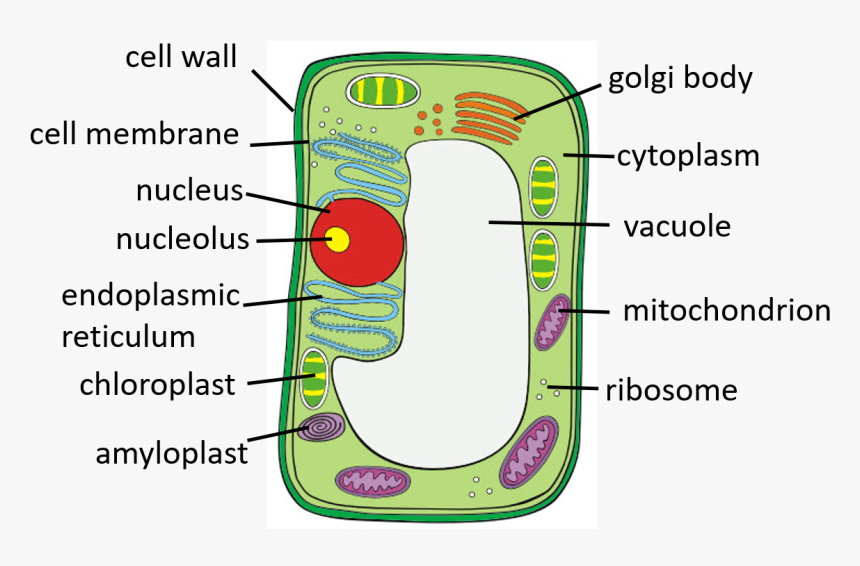 cell wall
cell membrane
nucleus
nucleolus
endoplasmic
reticulum
chloroplast
amyloplast
golgi body
cytoplasm
vacuole
mitochondrion
ribosome